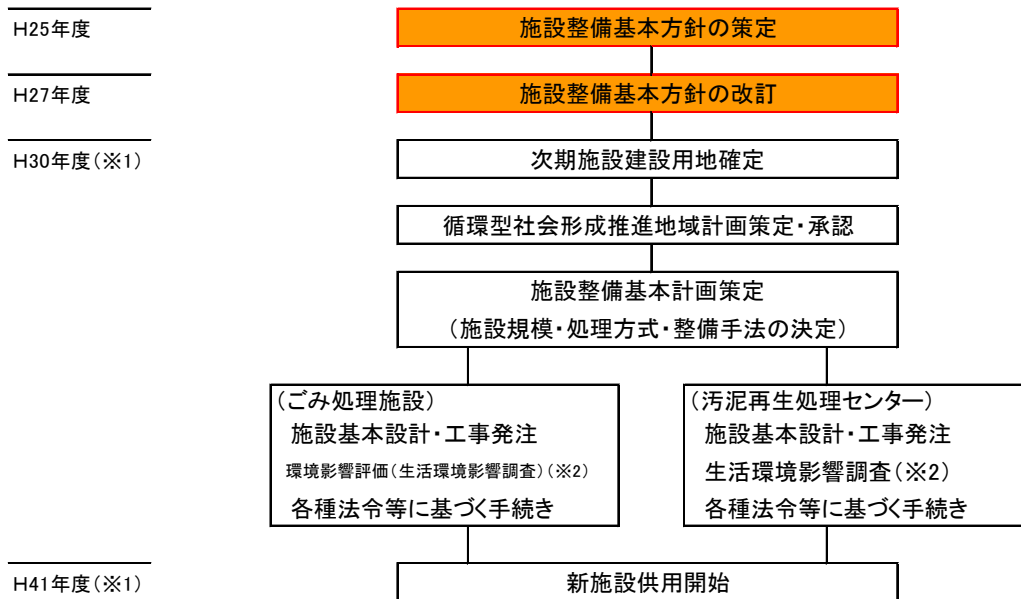 H25年度
施設整備基本方針の策定
H27年度
施設整備基本方針の改訂
H30年度(※1)
次期施設建設用地確定
循環型社会形成推進地域計画策定・承認
施設整備基本計画策定
(施設規模・処理方式・整備手法の決定)
(ごみ処理施設)
施設基本設計・工事発注
環境影響評価(生活環境影響調査)(※2)
各種法令等に基づく手続き
(汚泥再生処理センター)
施設基本設計・工事発注
生活環境影響調査(※2)
各種法令等に基づく手続き
H41年度(※1)
新施設供用開始